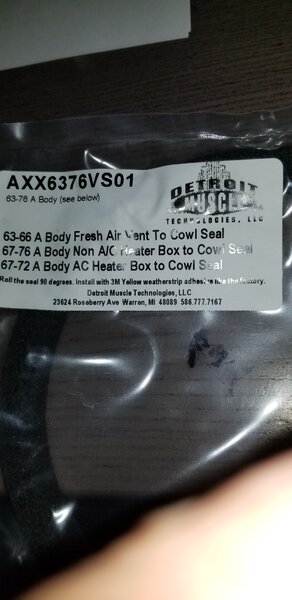 AXX6376VS01
63-76 A Body (see below)
DETROIT
MUSCLE
TECHNOLOGIES, LLC
63-66 A Body Fresh Air Vent To Cowl Seal
67-76 A Body Non A/C Heater Box to Cowl Seal
67-72 A Body AC Heater Box to Cowl Seal
Roll the seal 90 degrees. Install with 3M Yellow weatherstrip adhesive like the factory.
Detroit Muscle Technologies, LLC
23624 Roseberry Ave Warren, MI 48089 586.777.7167